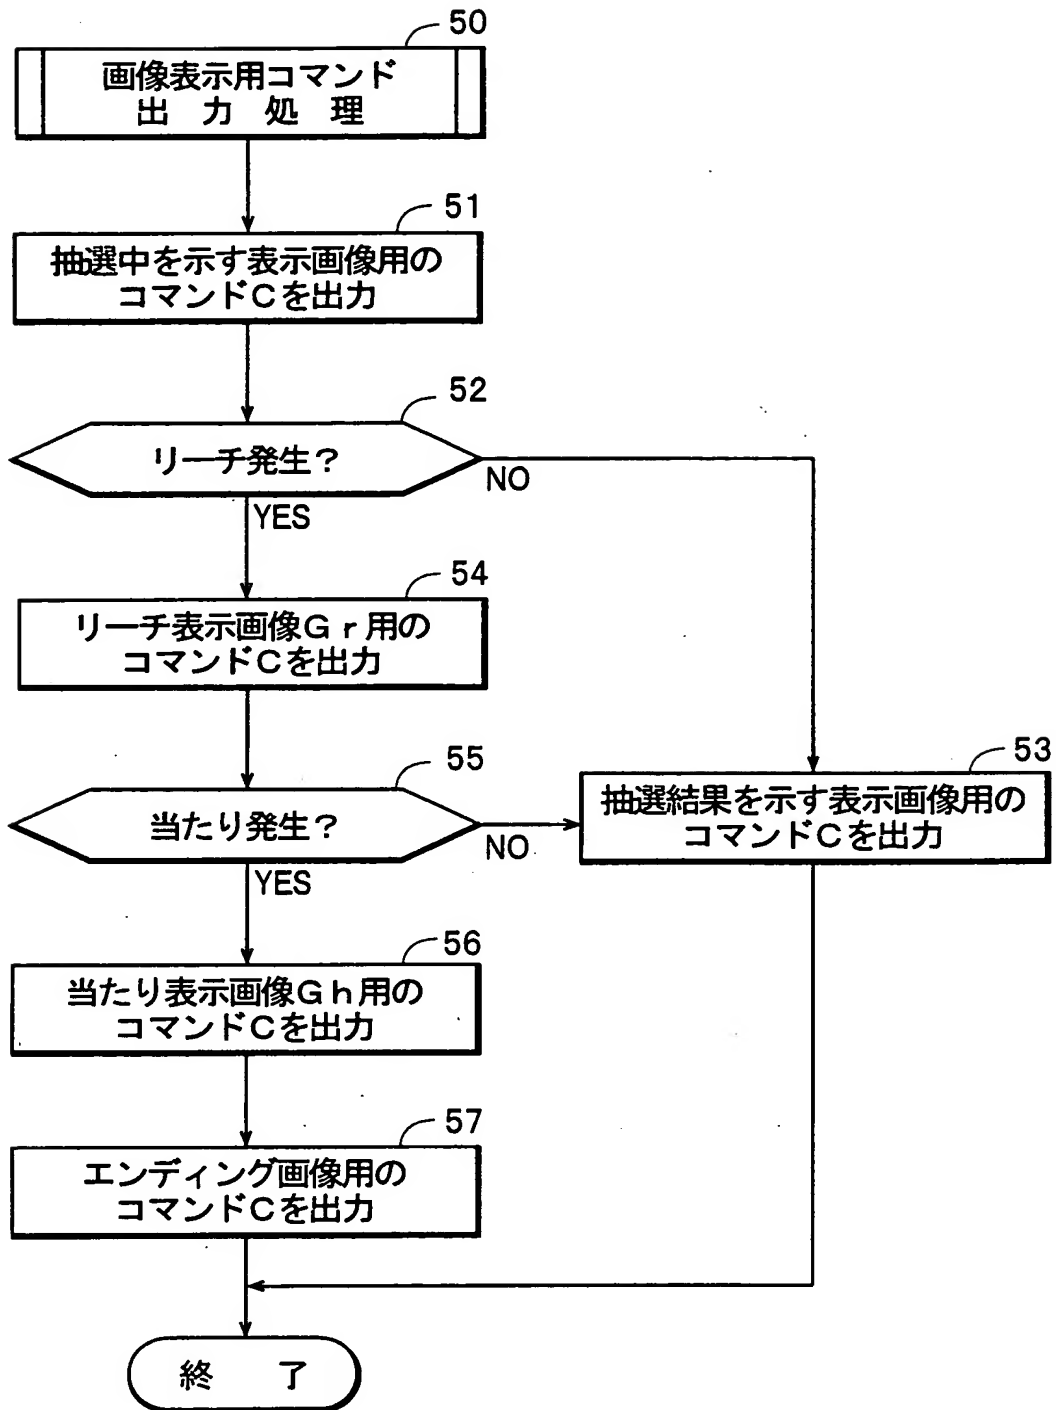 50
画像表示用コマンド
出 力 処 理
51
抽選中を示す表示画像用の
コマンドCを出力
52
リーチ発生?
NO
YES
54
リーチ表示画像Gr用の
コマンドCを出力
55
当たり発生?
NO
YES
53
抽選結果を示す表示画像用の
コマンドCを出力
56
当たり表示画像Gh用の
コマンドCを出力
57
エンディング画像用の
コマンドCを出力
終 了